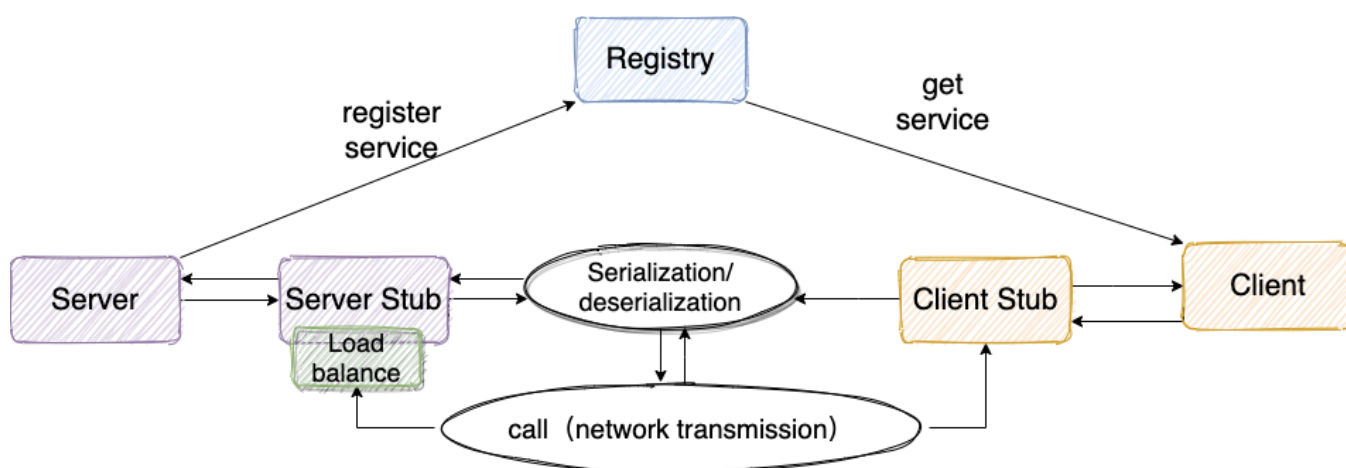 Registry
register
service
get
service
Server
Server Stub
Load
balance
Serialization/
deserialization
Client Stub
Client
call（network transmission）